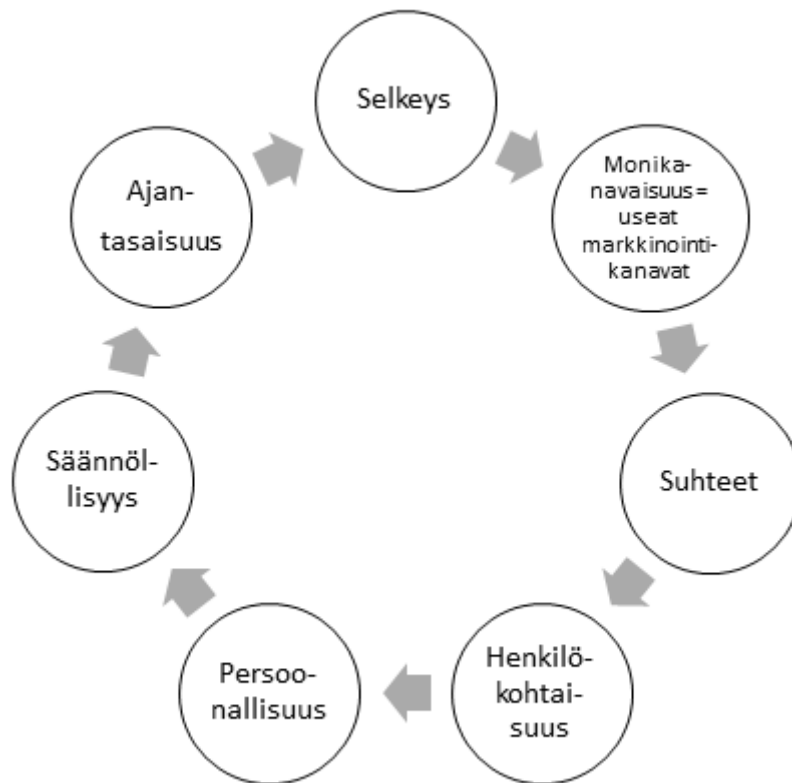 Selkeys
Monika-
navaisuus=
useat
markkinointi-
kanavat
Suhteet
Henkilö-
kohtai-
suus
Persoo-
nallisuus
Säännöl-
lisyys
Ajan-
tasaisuus